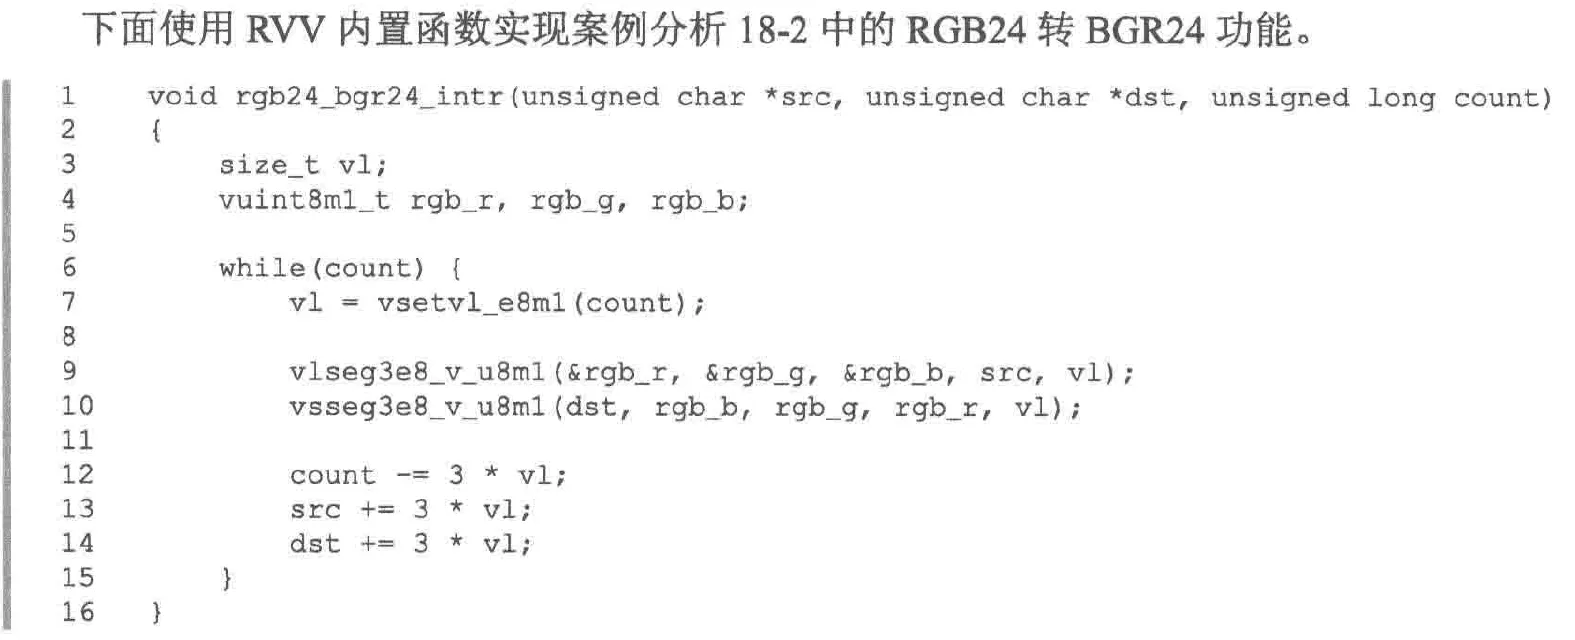 下面使用 RVV 内置函数实现案例分析 18-2 中的 RGB24 转 BGR24 功能。
1 void rgb24_bgr24_intr(unsigned char *src, unsigned char *dst, unsigned long count)
2 {
3 size_t vl;
4 vuint8m1_t rgb_r, rgb_g, rgb_b;
5
6 while(count) {
7 vl = vsetvl_e8m1(count);
8
9 vlseg3e8_v_u8m1(&rgb_r, &rgb_g, &rgb_b, src, vl);
10 vsseg3e8_v_u8m1(dst, rgb_b, rgb_g, rgb_r, vl);
11
12 count -= 3 * vl;
13 src += 3 * vl;
14 dst += 3 * vl;
15 }
16 }